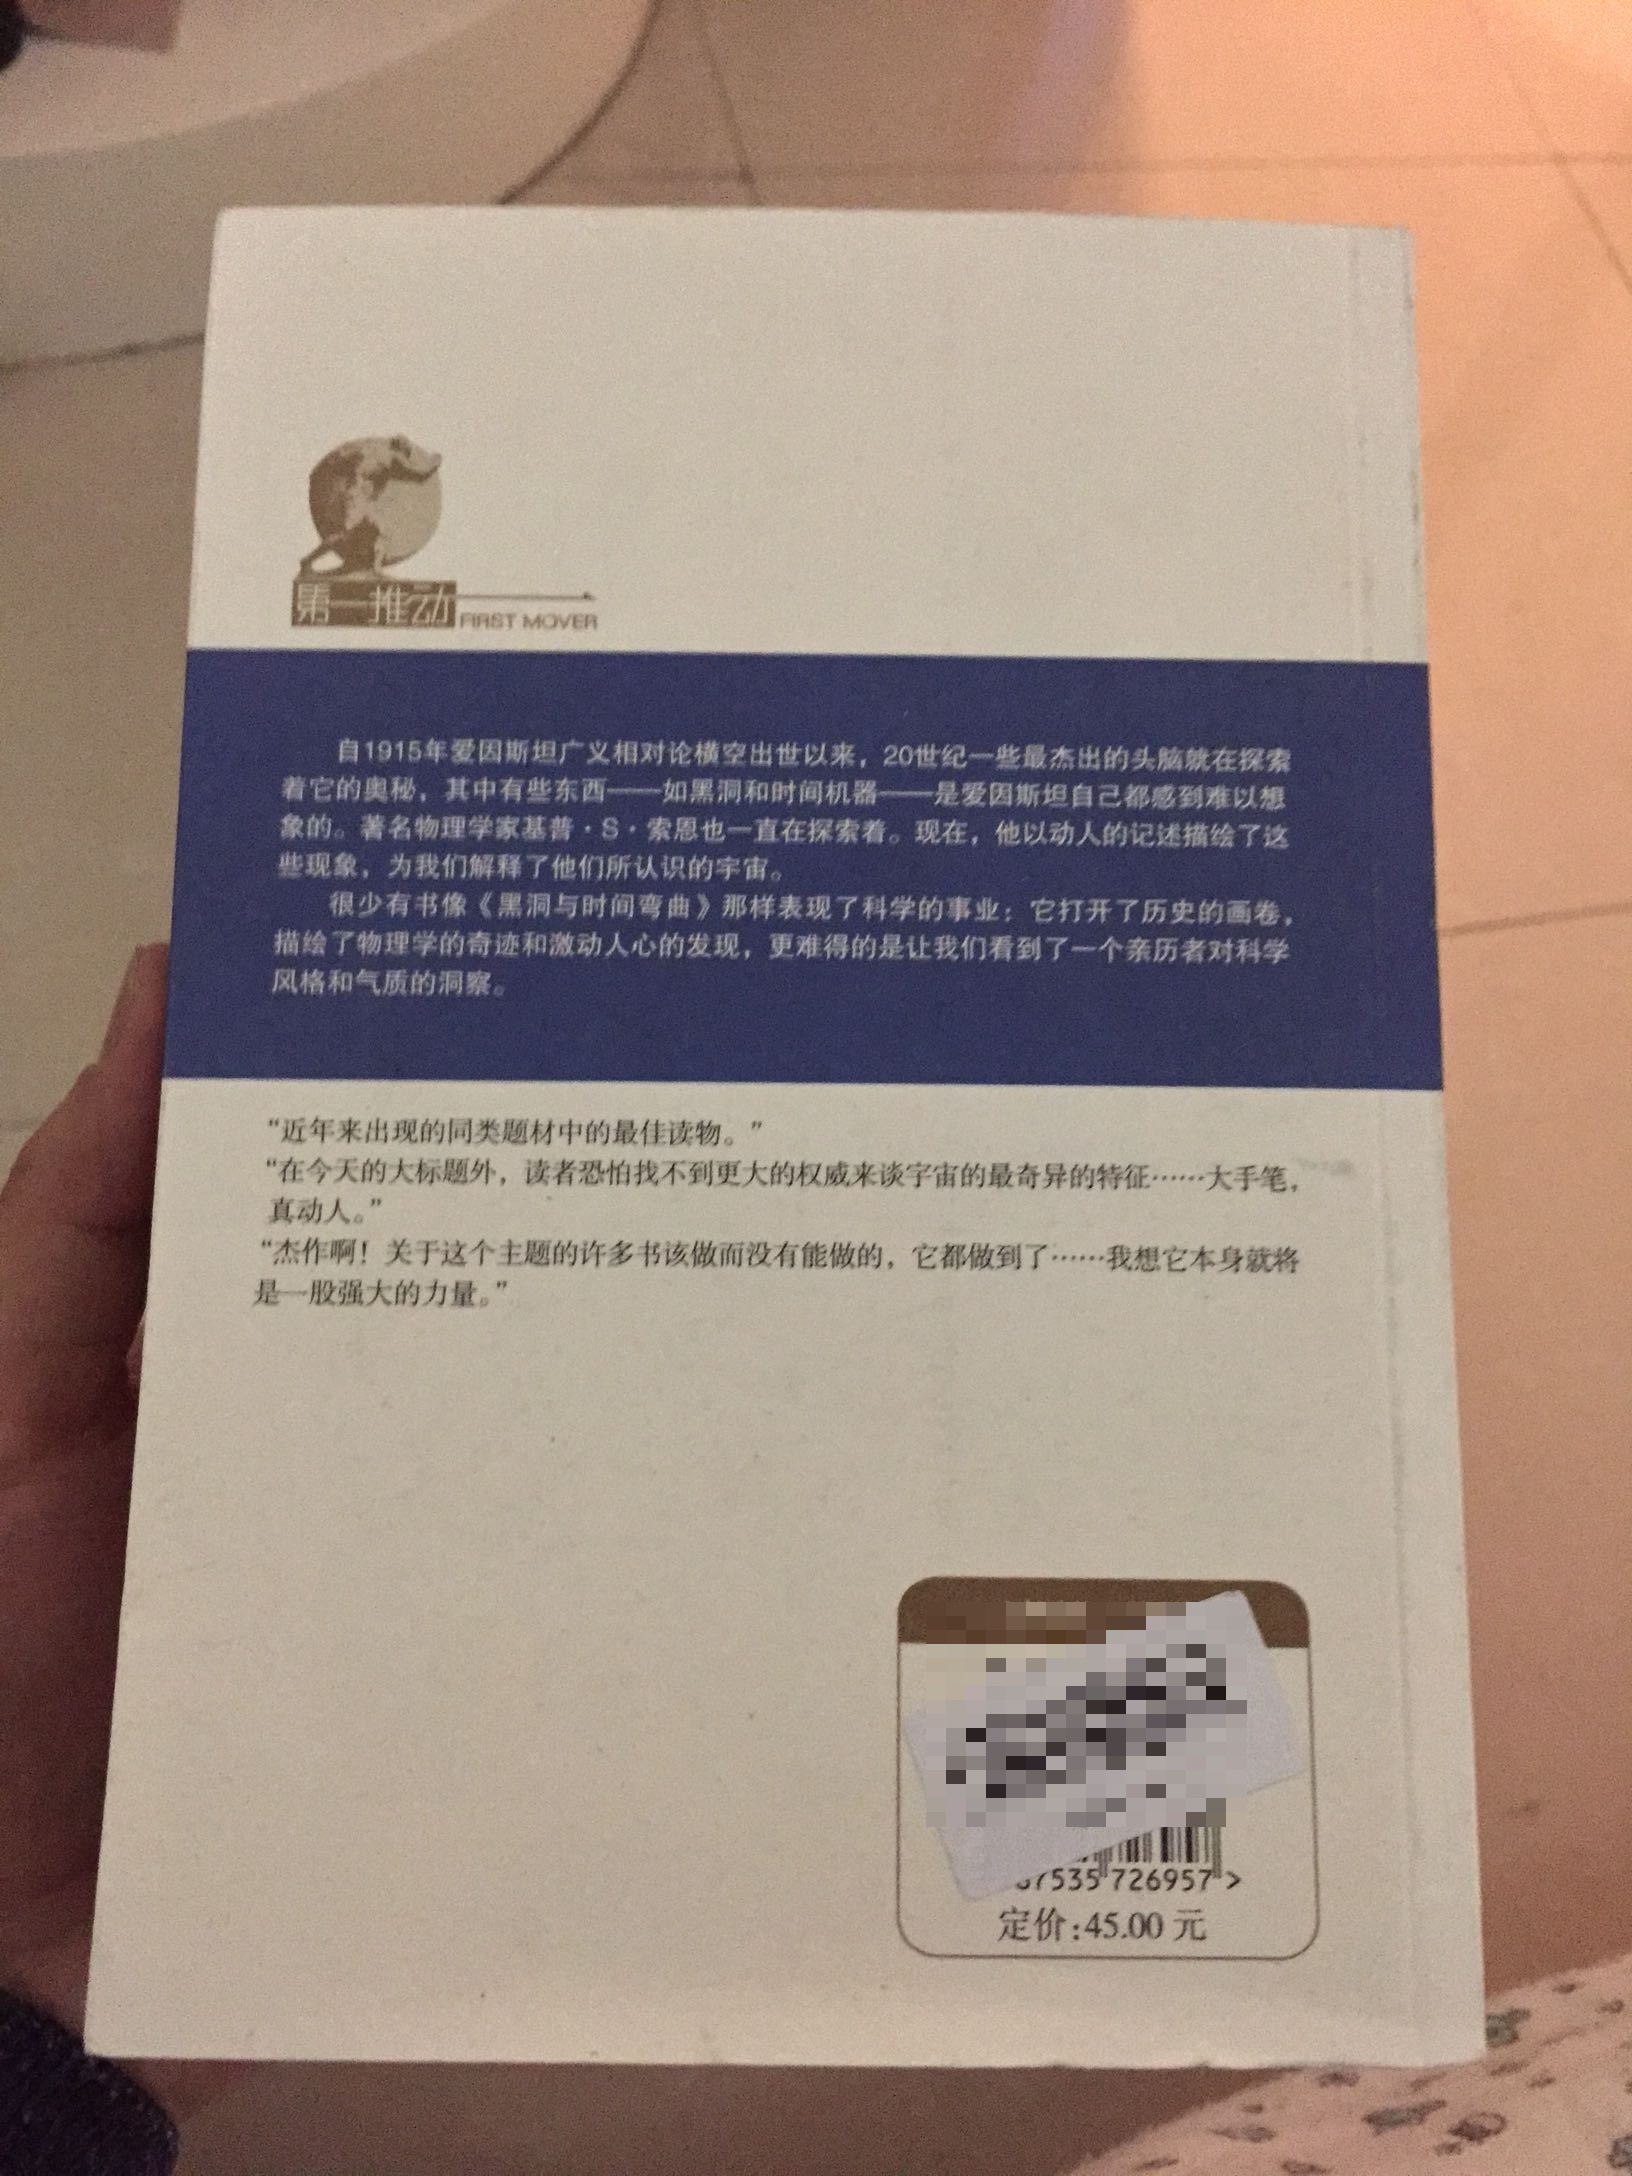 第一推动
FIRST MOVER
自1915年爱因斯坦广义相对论横空出世以来，20世纪一些最杰出的头脑就在探索
着它的奥秘，其中有些东西——如黑洞和时间机器——是爱因斯坦自己都感到难以想
象的。著名物理学家基普·S·索恩也一直在探索着。现在，他以动人的记述描绘了这
些现象，为我们解释了他们所认识的宇宙。
很少有书像《黑洞与时间弯曲》那样表现了科学的事业：它打开了历史的画卷，
描绘了物理学的奇迹和激动人心的发现，更难得的是让我们看到了一个亲历者对科学
风格和气质的洞察。
“近年来出现的同类题材中的最佳读物。”
“在今天的大标题外，读者恐怕找不到更大的权威来谈宇宙的最奇异的特征……大手笔，
真动人。”
“杰作啊！关于这个主题的许多书该做而没有能做的，它都做到了……我想它本身就将
是一股强大的力量。”
7535 726957 >
定价:45.00 元